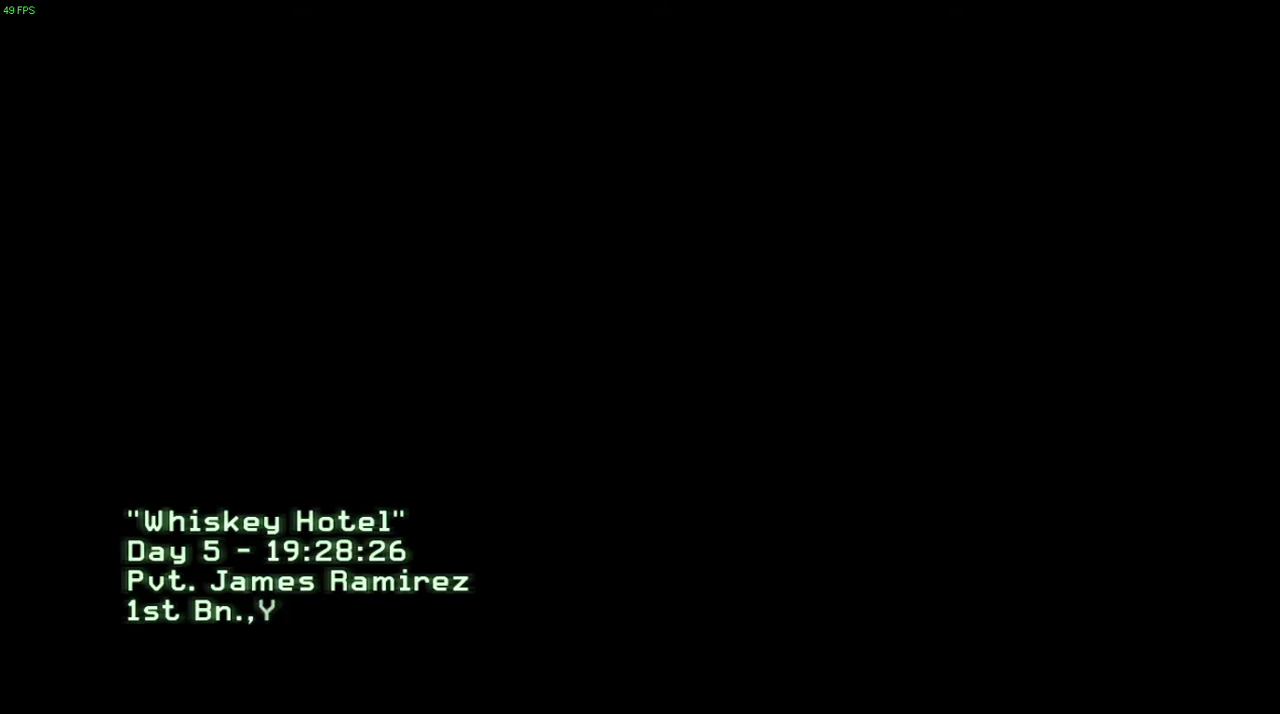 49 FPS
"Whiskey Hotel"
Day 5 - 19:28:26
Pvt. James Ramirez
1st Bn.,Y